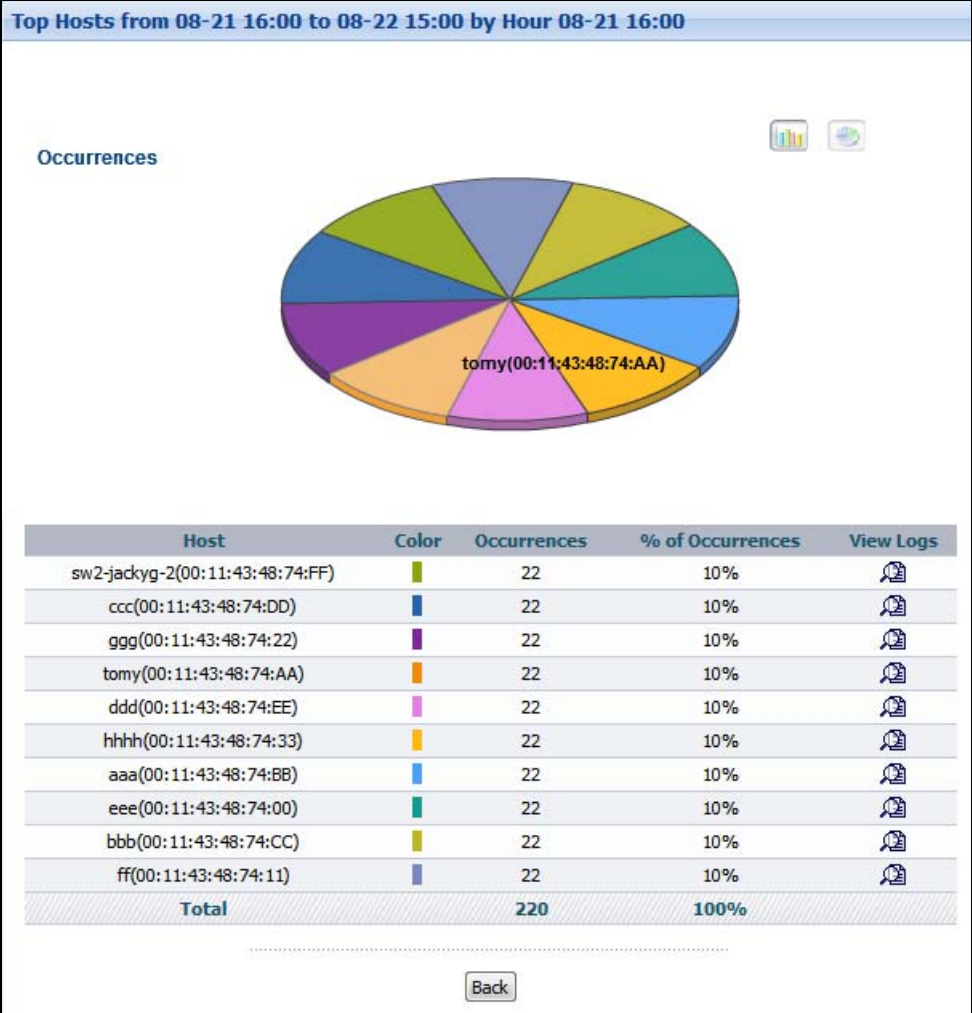 Top Hosts from 08-21 16:00 to 08-22 15:00 by Hour 08-21 16:00
Occurrences
tomy(00:11:43:48:74:AA)
Host Color Occurrences % of Occurrences View Logs
sw2-jackyg-2(00:11:43:48:74:FF) 22 10%
ccc(00:11:43:48:74:DD) 22 10%
ggg(00:11:43:48:74:22) 22 10%
tomy(00:11:43:48:74:AA) 22 10%
ddd(00:11:43:48:74:EE) 22 10%
hhhh(00:11:43:48:74:33) 22 10%
aaa(00:11:43:48:74:BB) 22 10%
eee(00:11:43:48:74:00) 22 10%
bbb(00:11:43:48:74:CC) 22 10%
ff(00:11:43:48:74:11) 22 10%
Total 220 100%
Back